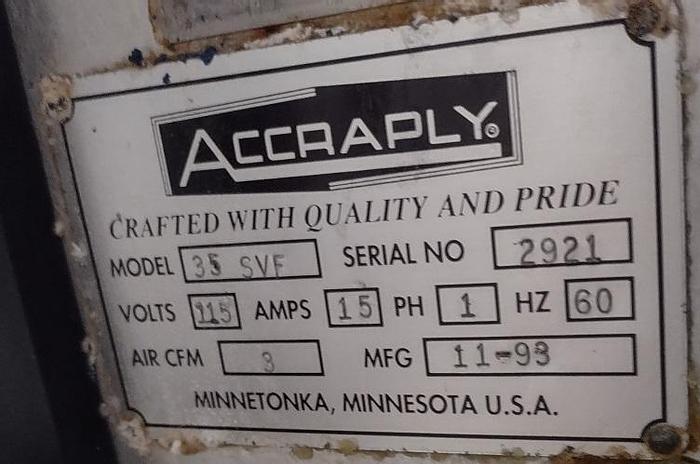 ACCRAPLY®
CRAFTED WITH QUALITY AND PRIDE
MODEL 35 SVF SERIAL NO 2921
VOLTS 115 AMPS 15 PH 1 HZ 60
AIR CFM 3 MFG 11-93
MINNETONKA, MINNESOTA U.S.A.